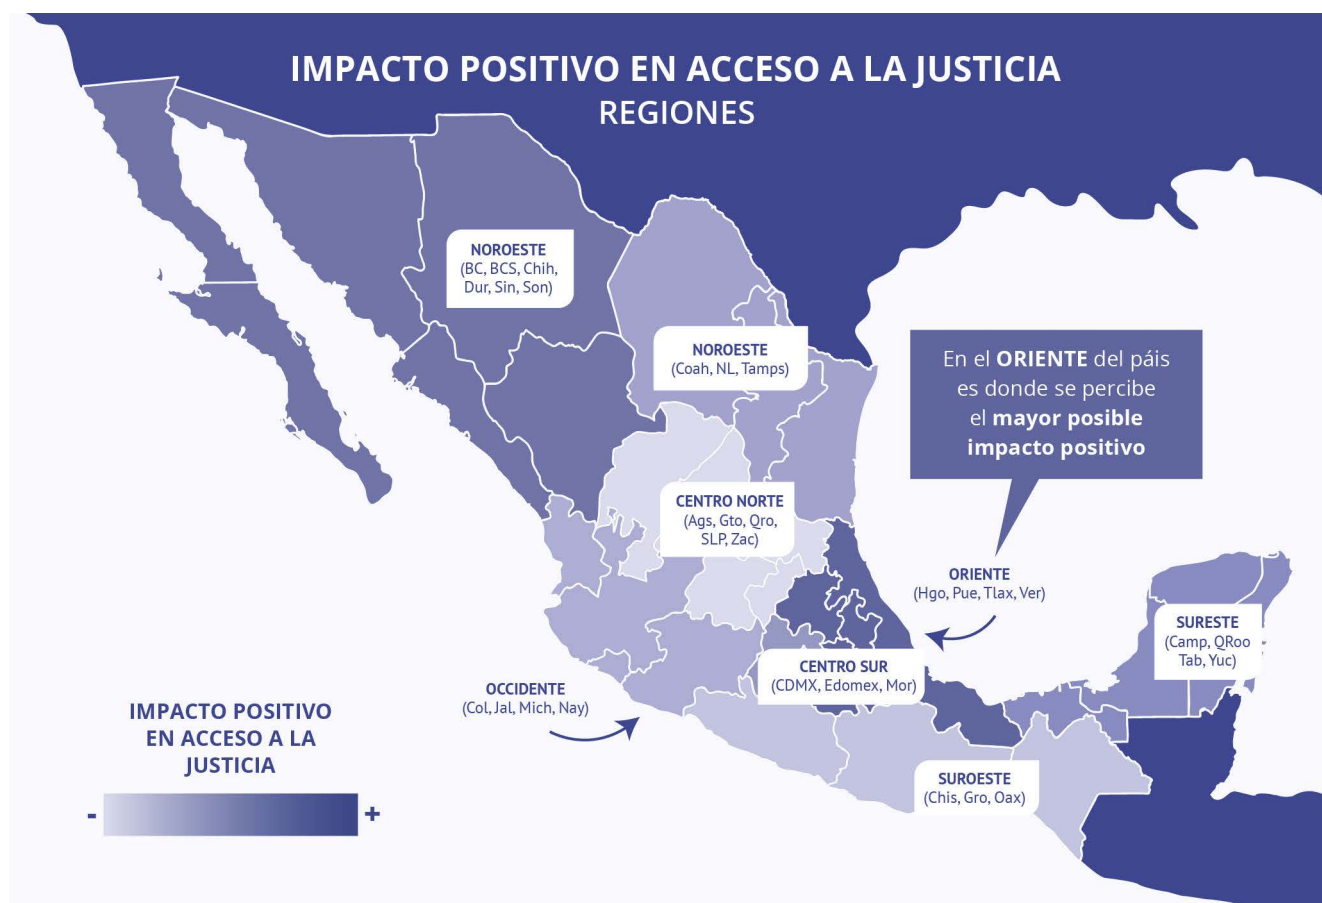 IMPACTO POSITIVO EN ACCESO A LA JUSTICIA
REGIONES
NOROESTE
(BC, BCS, Chih,
Dur, Sin, Son)
NOROESTE
(Coah, NL, Tamps)
En el ORIENTE del páis
es donde se percibe
el mayor posible
impacto positivo
CENTRO NORTE
(Ags, Gto, Qro,
SLP, Zac)
ORIENTE
(Hgo, Pue, Tlax, Ver)
SURESTE
(Camp, QRoo
Tab, Yuc)
CENTRO SUR
(CDMX, Edomex, Mor)
OCCIDENTE
(Col, Jal, Mich, Nay)
SUROESTE
(Chis, Gro, Oax)
IMPACTO POSITIVO
EN ACCESO A LA
JUSTICIA
- +